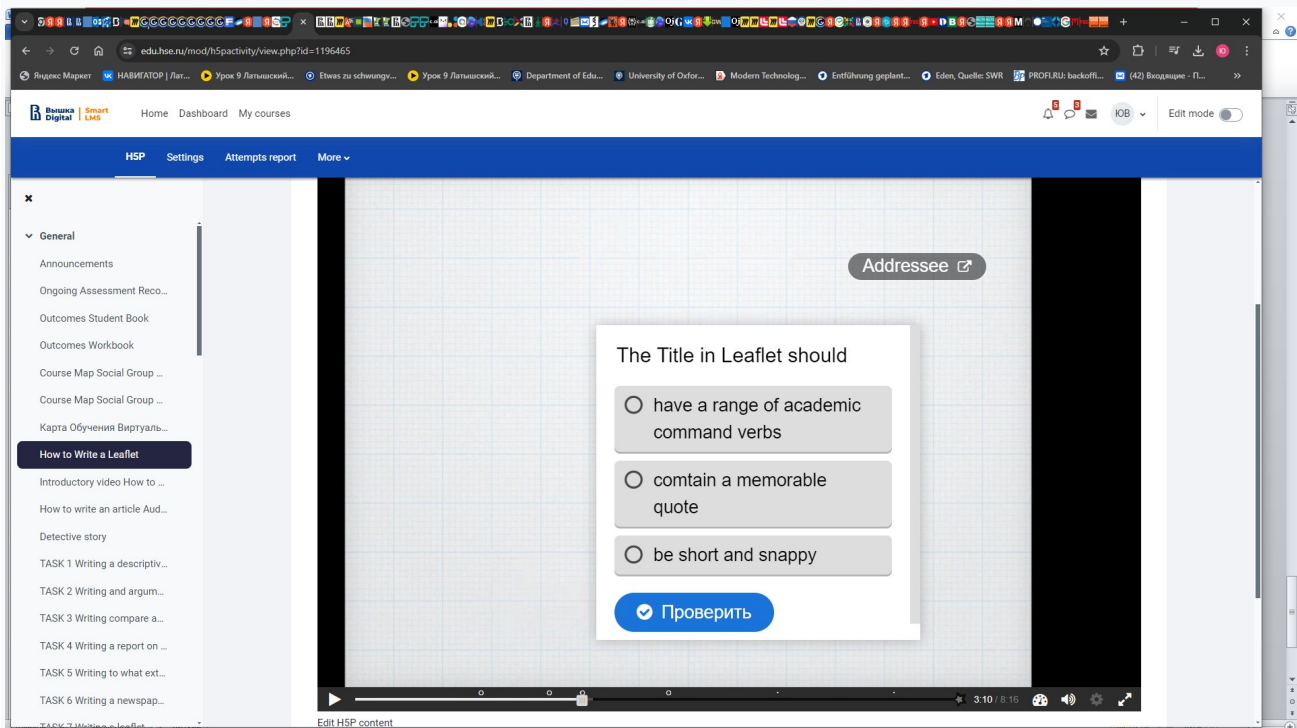 edu.hse.ru/mod/h5pactivity/view.php?id=1196465
Яндекс Маркет
НАВИГАТОР | Лат...
Урок 9 Латышский...
Etwas zu schwungv...
Урок 9 Латышский...
Department of Edu...
University of Oxfor...
Modern Technolog...
Entführung geplant...
Eden, Quelle: SWR
PROFI.RU: backoffi...
(42) Входящие - П...
Вышка Digital | Smart LMS
Home Dashboard My courses
5 3 ЮВ Edit mode
H5P Settings Attempts report More
General
Announcements
Ongoing Assessment Reco...
Outcomes Student Book
Outcomes Workbook
Course Map Social Group ...
Course Map Social Group ...
Карта Обучения Виртуаль...
How to Write a Leaflet
Introductory video How to ...
How to write an article Aud...
Detective story
TASK 1 Writing a descriptiv...
TASK 2 Writing and argum...
TASK 3 Writing compare a...
TASK 4 Writing a report on ...
TASK 5 Writing to what ext...
TASK 6 Writing a newspap...
TASK 7 Writing a leaflet
Addressee
The Title in Leaflet should
have a range of academic
command verbs
comtain a memorable
quote
be short and snappy
Проверить
3:10 / 8:16
Edit H5P content